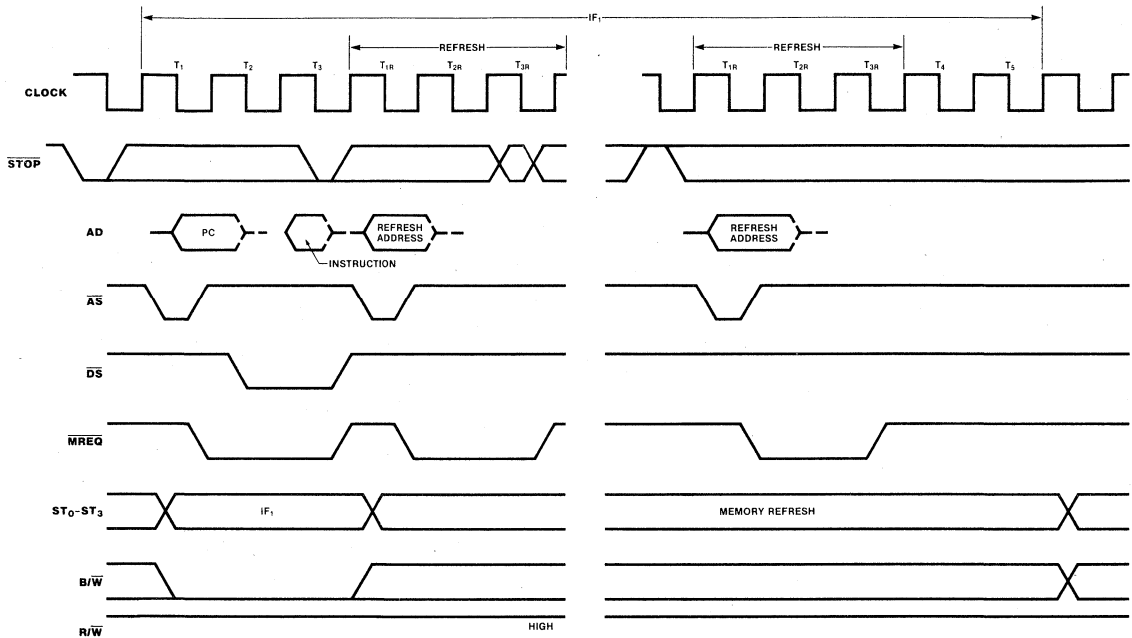 IF₁
REFRESH
REFRESH
T₁ T₂ T₃ T₁R T₂R T₃R T₁R T₂R T₃R T₄ T₅
CLOCK
STOP
AD
PC
REFRESH
ADDRESS
REFRESH
ADDRESS
INSTRUCTION
AS
DS
MREQ
ST₀-ST₃
IF₁
MEMORY REFRESH
B/W
HIGH
R/W